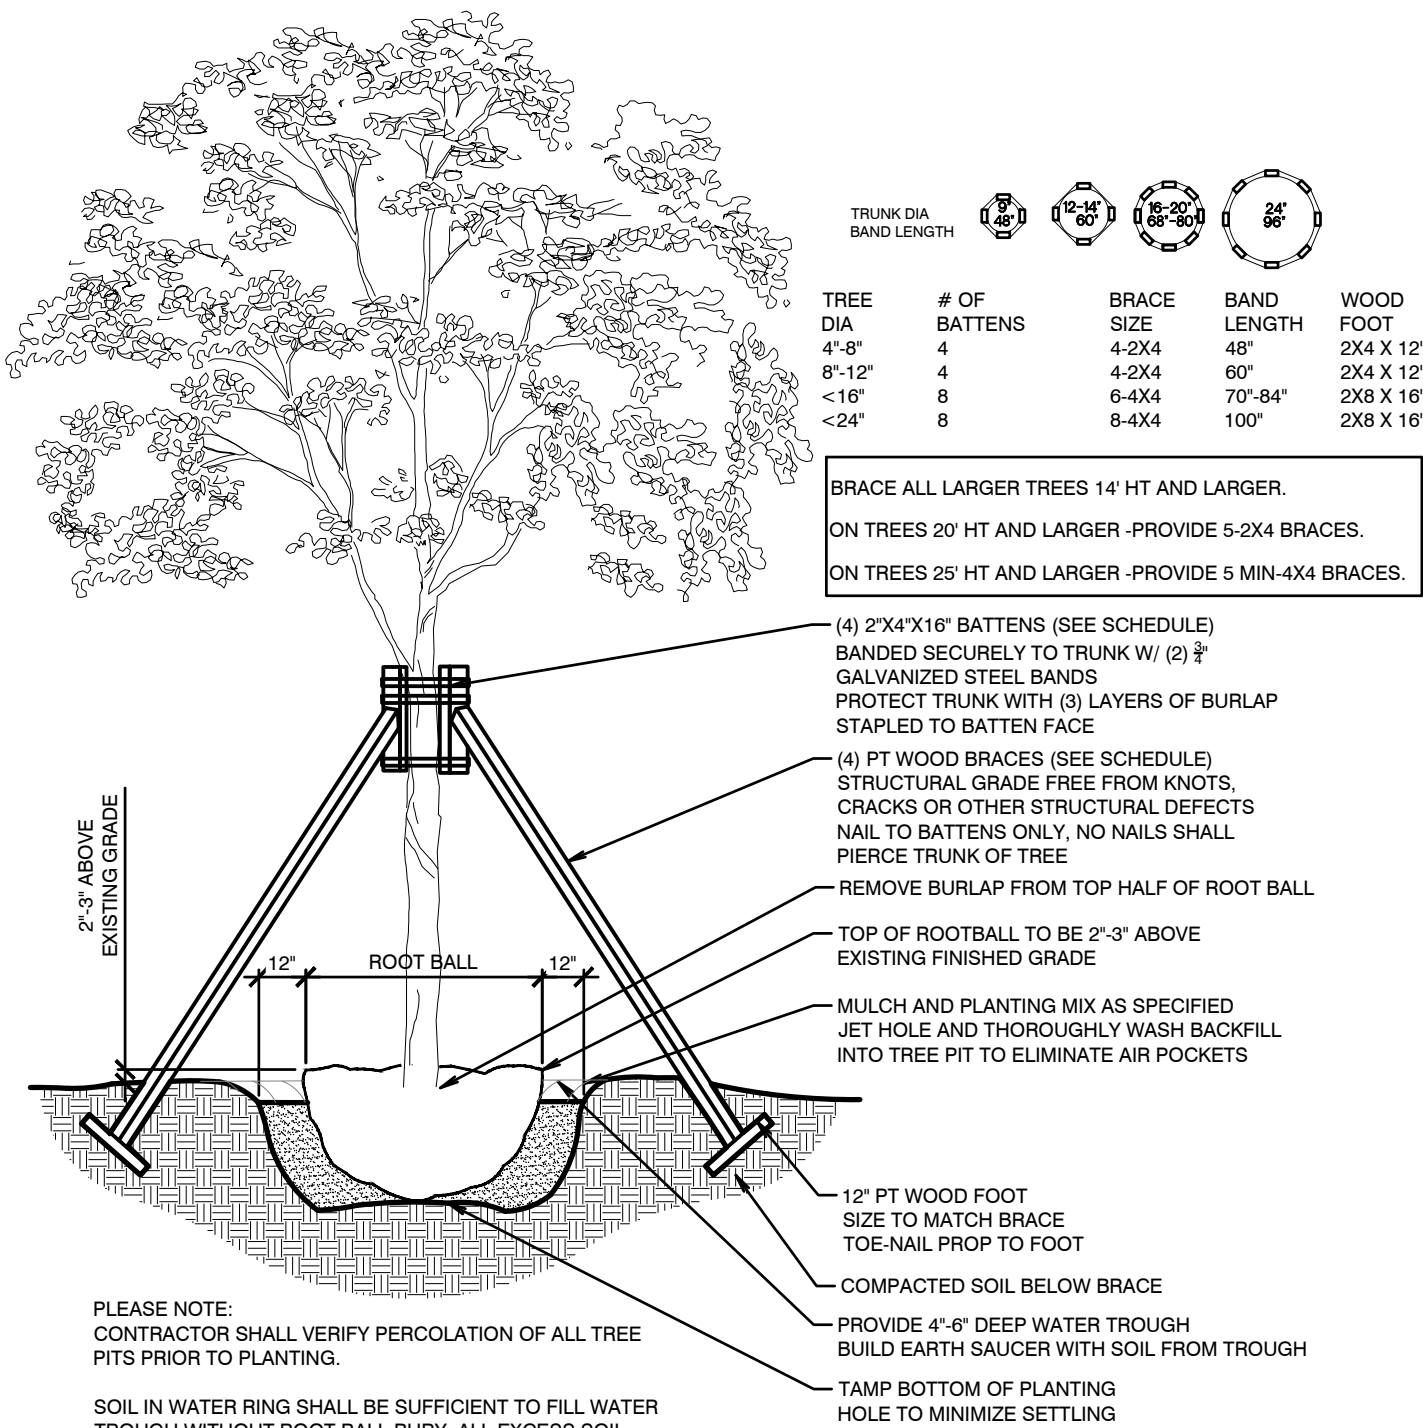 TRUNK DIA
BAND LENGTH
9"
48"
12-14"
60"
16-20"
68"-80"
24"
96"
TREE DIA # OF BATTENS BRACE SIZE BAND LENGTH WOOD FOOT
4"-8" 4 4-2X4 48" 2X4 X 12"
8"-12" 4 4-2X4 60" 2X4 X 12"
<16" 8 6-4X4 70"-84" 2X8 X 16"
<24" 8 8-4X4 100" 2X8 X 16"
BRACE ALL LARGER TREES 14' HT AND LARGER.
ON TREES 20' HT AND LARGER -PROVIDE 5-2X4 BRACES.
ON TREES 25' HT AND LARGER -PROVIDE 5 MIN-4X4 BRACES.
(4) 2"X4"X16" BATTENS (SEE SCHEDULE)
BANDED SECURELY TO TRUNK W/ (2) 3/4"
GALVANIZED STEEL BANDS
PROTECT TRUNK WITH (3) LAYERS OF BURLAP
STAPLED TO BATTEN FACE
(4) PT WOOD BRACES (SEE SCHEDULE)
STRUCTURAL GRADE FREE FROM KNOTS,
CRACKS OR OTHER STRUCTURAL DEFECTS
NAIL TO BATTENS ONLY, NO NAILS SHALL
PIERCE TRUNK OF TREE
REMOVE BURLAP FROM TOP HALF OF ROOT BALL
TOP OF ROOTBALL TO BE 2"-3" ABOVE
EXISTING FINISHED GRADE
MULCH AND PLANTING MIX AS SPECIFIED
JET HOLE AND THOROUGHLY WASH BACKFILL
INTO TREE PIT TO ELIMINATE AIR POCKETS
2"-3" ABOVE
EXISTING GRADE
12" ROOT BALL 12"
12" PT WOOD FOOT
SIZE TO MATCH BRACE
TOE-NAIL PROP TO FOOT
COMPACTED SOIL BELOW BRACE
PROVIDE 4"-6" DEEP WATER TROUGH
BUILD EARTH SAUCER WITH SOIL FROM TROUGH
TAMP BOTTOM OF PLANTING
HOLE TO MINIMIZE SETTLING
PLEASE NOTE:
CONTRACTOR SHALL VERIFY PERCOLATION OF ALL TREE
PITS PRIOR TO PLANTING.
SOIL IN WATER RING SHALL BE SUFFICIENT TO FILL WATER
TROUGH WITHOUT ROOT BALL BURY. ALL EXCESS SOIL